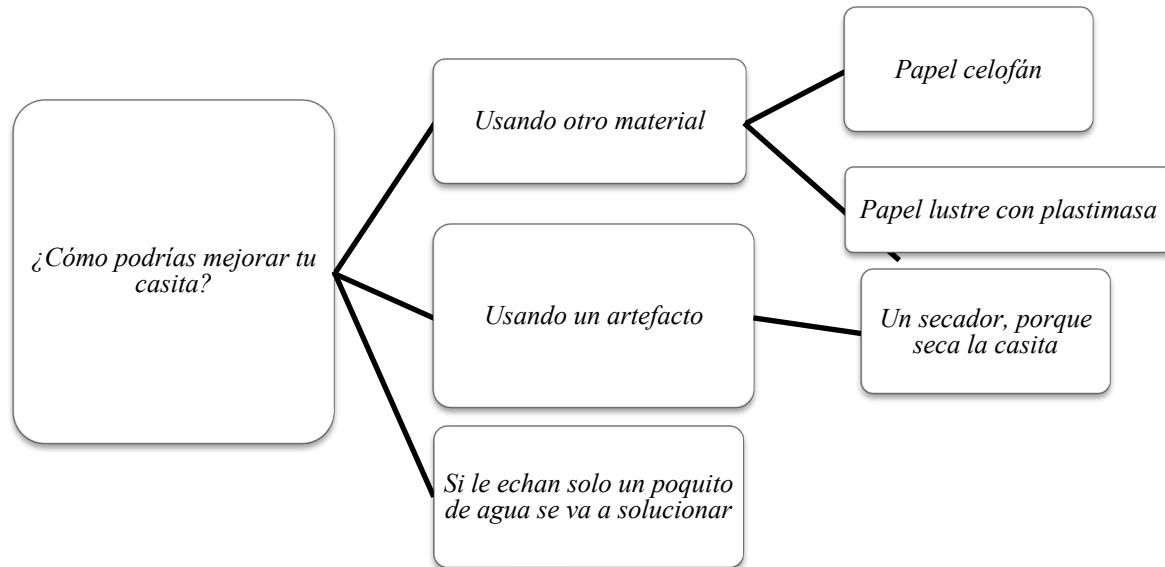 ¿Cómo podrías mejorar tu
casita?
Usando otro material
Papel celofán
Papel lustre con plastimasa
Usando un artefacto
Un secador, porque
seca la casita
Si le echan solo un poquito
de agua se va a solucionar